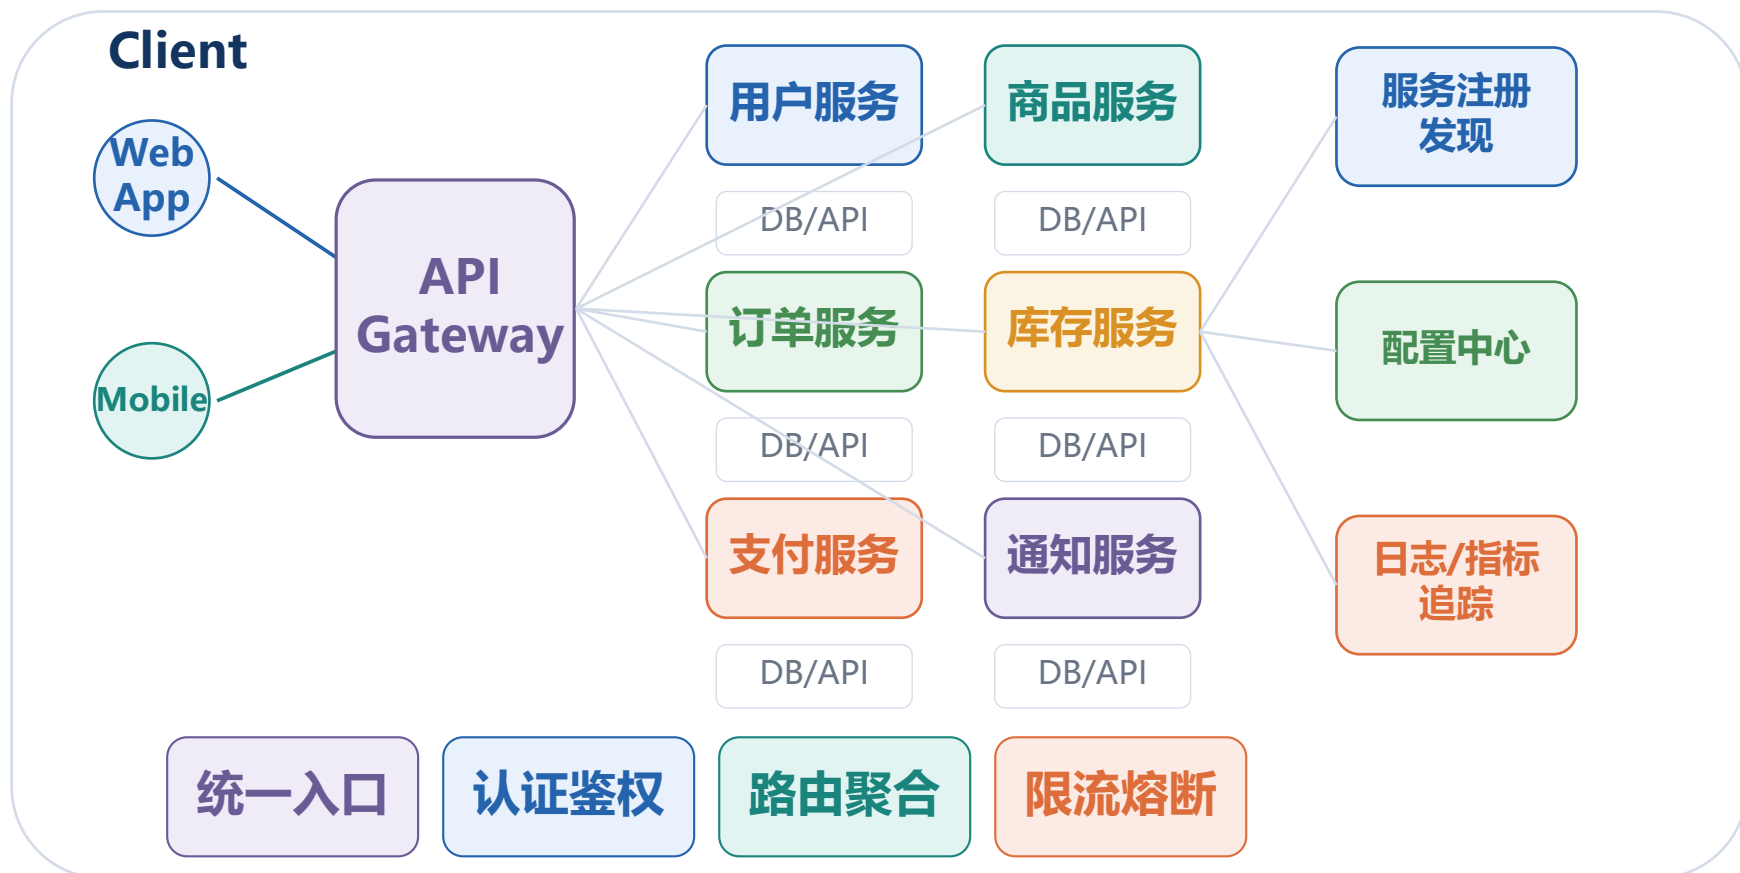 Client
Web
App
Mobile
API
Gateway
用户服务
商品服务
DB/API
DB/API
订单服务
库存服务
DB/API
DB/API
支付服务
通知服务
DB/API
DB/API
服务注册
发现
配置中心
日志/指标
追踪
统一入口
认证鉴权
路由聚合
限流熔断